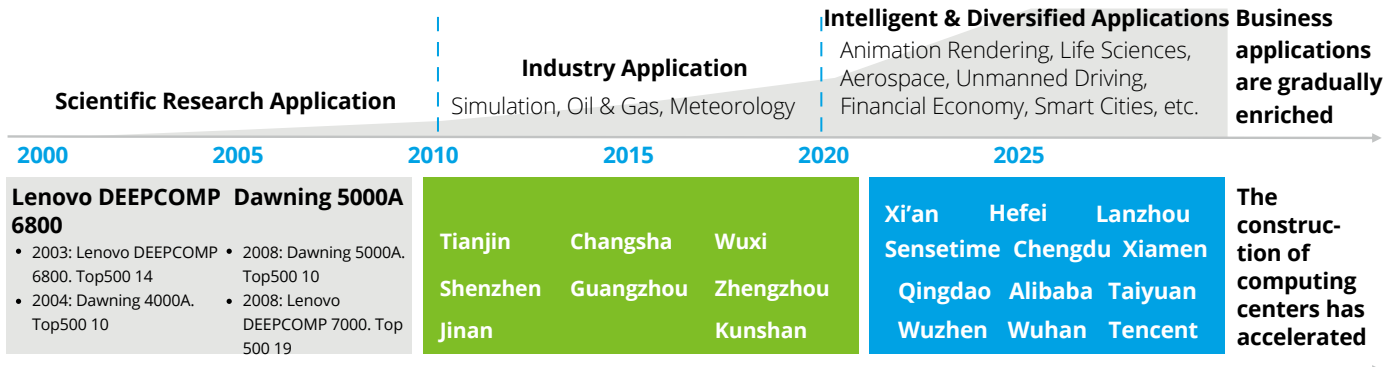 Scientific Research Application
Industry Application
Simulation, Oil & Gas, Meteorology
Intelligent & Diversified Applications
Animation Rendering, Life Sciences,
Aerospace, Unmanned Driving,
Financial Economy, Smart Cities, etc.
Business
applications
are gradually
enriched
2000 2005 2010 2015 2020 2025
Lenovo DEEPCOMP
6800
• 2003: Lenovo DEEPCOMP
6800. Top500 14
• 2004: Dawning 4000A.
Top500 10
Dawning 5000A
• 2008: Dawning 5000A.
Top500 10
• 2008: Lenovo
DEEPCOMP 7000. Top
500 19
Tianjin Changsha Wuxi
Shenzhen Guangzhou Zhengzhou
Jinan Kunshan
Xi’an Hefei Lanzhou
Sensetime Chengdu Xiamen
Qingdao Alibaba Taiyuan
Wuzhen Wuhan Tencent
The
construc-
tion of
computing
centers has
accelerated